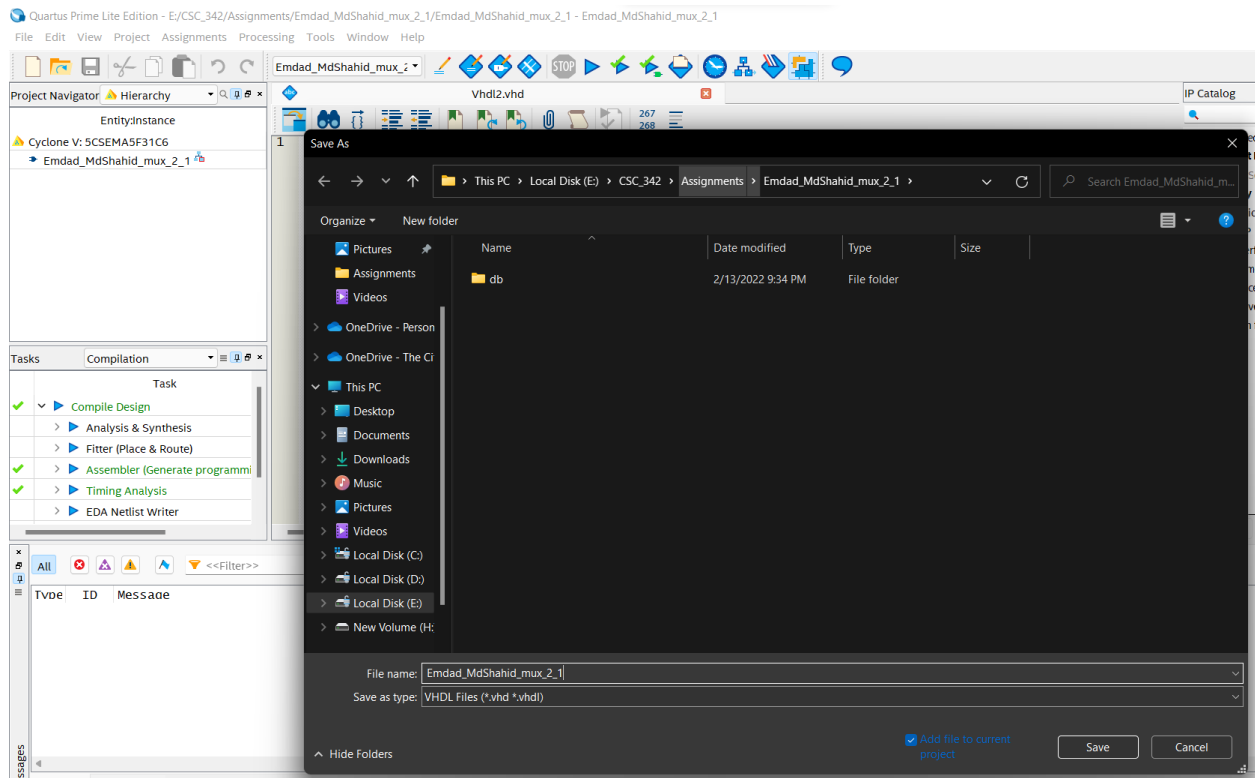 Quartus Prime Lite Edition - E:/CSC_342/Assignments/Emdad_MdShahid_mux_2_1/Emdad_MdShahid_mux_2_1 - Emdad_MdShahid_mux_2_1
File Edit View Project Assignments Processing Tools Window Help
Emdad_MdShahid_mux_2
STOP
Project Navigator Hierarchy
Entity:Instance
Cyclone V: 5CSEMA5F31C6
Emdad_MdShahid_mux_2_1
abc
Vhdl2.vhd
267
268
1
IP Catalog
Tasks Compilation
Task
Compile Design
Analysis & Synthesis
Fitter (Place & Route)
Assembler (Generate programmi
Timing Analysis
EDA Netlist Writer
All
<<Filter>>
Type ID Message
ssages
Save As
This PC > Local Disk (E:) > CSC_342 > Assignments > Emdad_MdShahid_mux_2_1 >
Search Emdad_MdShahid_m...
Organize New folder
Name Date modified Type Size
db 2/13/2022 9:34 PM File folder
Pictures
Assignments
Videos
OneDrive - Person
OneDrive - The Ci
This PC
Desktop
Documents
Downloads
Music
Pictures
Videos
Local Disk (C:)
Local Disk (D:)
Local Disk (E:)
New Volume (H:
File name: Emdad_MdShahid_mux_2_1
Save as type: VHDL Files (*.vhd *.vhdl)
Hide Folders
Add file to current
project
Save Cancel